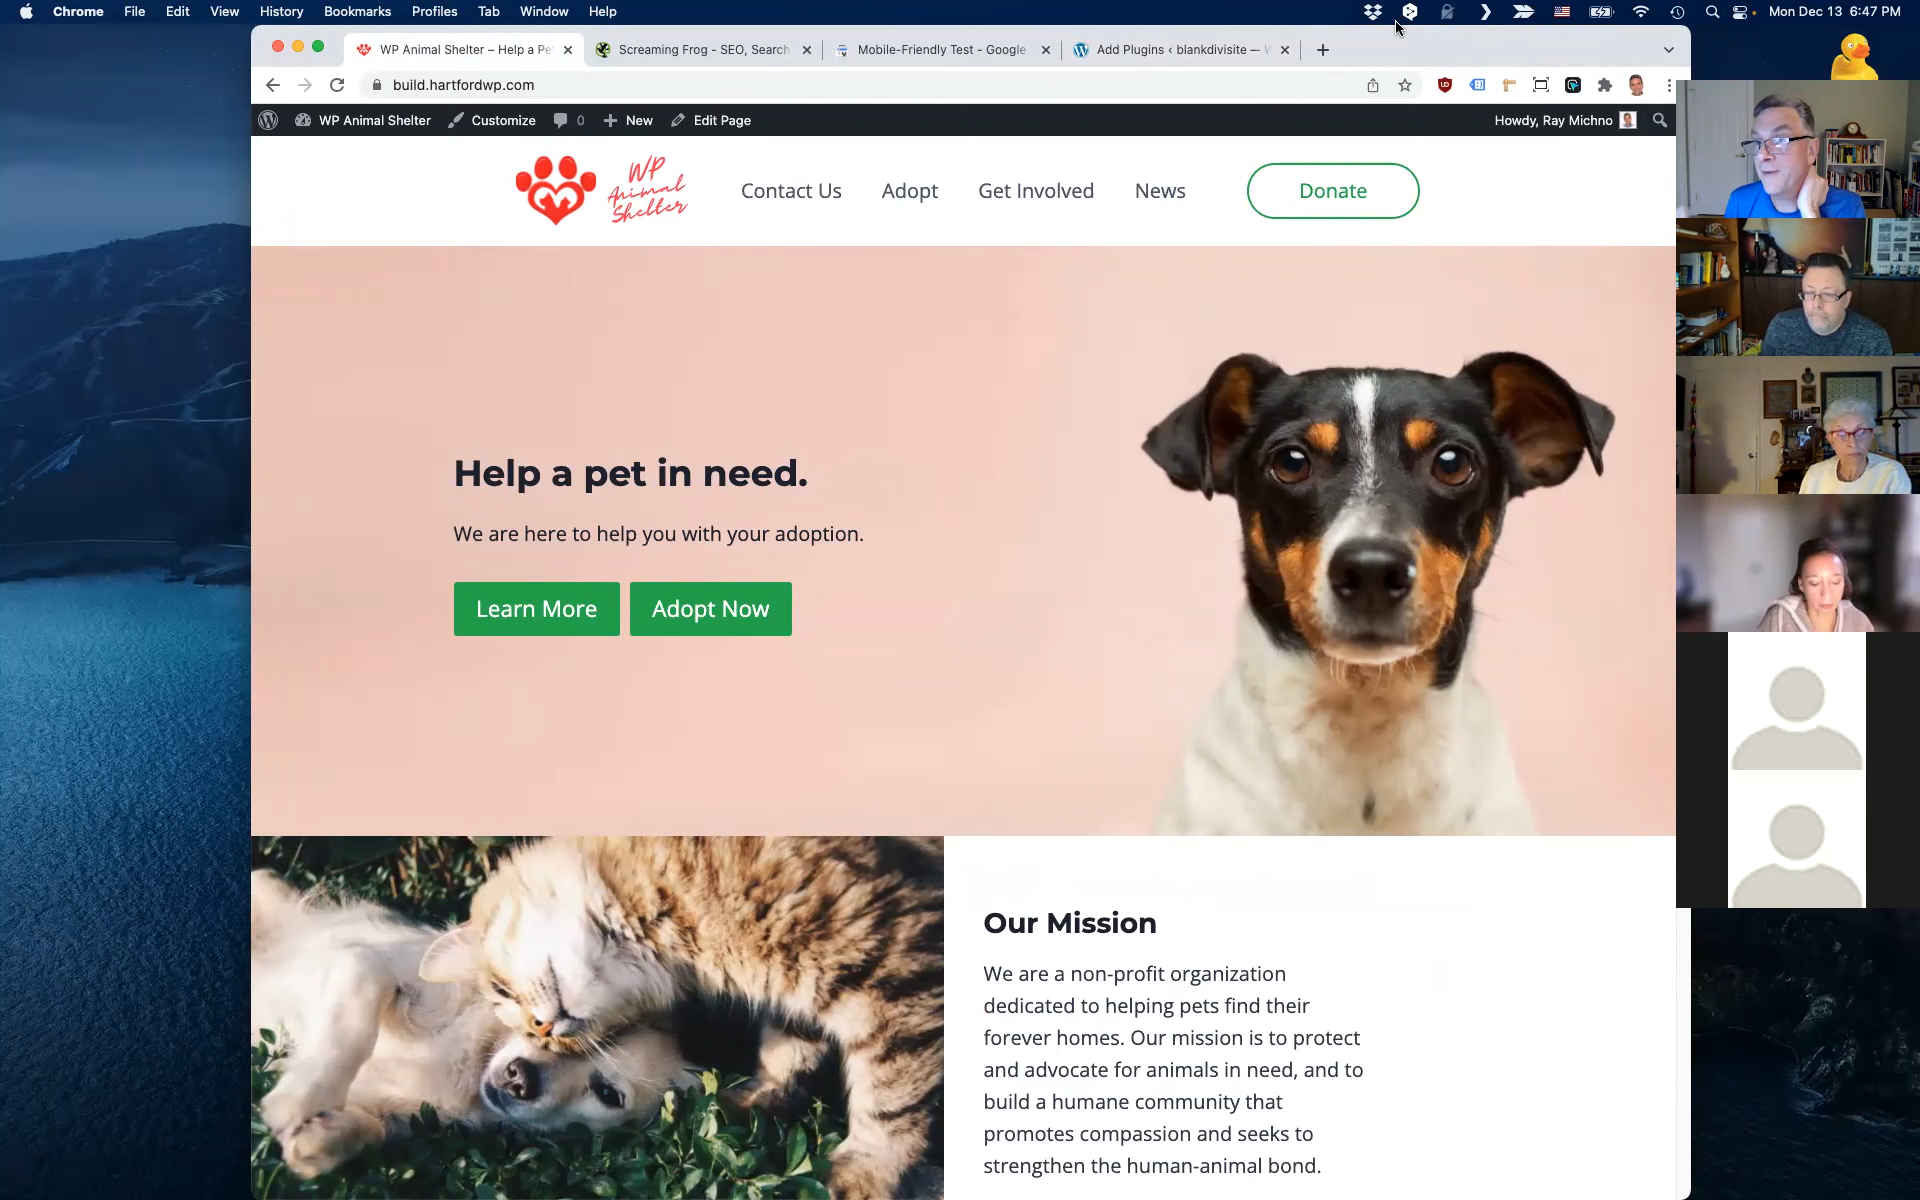 Chrome File Edit View History Bookmarks Profiles Tab Window Help Mon Dec 13 6:47 PM
WP Animal Shelter – Help a Pe Screaming Frog - SEO, Search Mobile-Friendly Test - Google Add Plugins ‹ blankdivisite —
build.hartfordwp.com
WP Animal Shelter Customize 0 New Edit Page Howdy, Ray Michno
WP
Animal
Shelter
Contact Us Adopt Get Involved News Donate
Help a pet in need.
We are here to help you with your adoption.
Learn More Adopt Now
Our Mission
We are a non-profit organization
dedicated to helping pets find their
forever homes. Our mission is to protect
and advocate for animals in need, and to
build a humane community that
promotes compassion and seeks to
strengthen the human-animal bond.